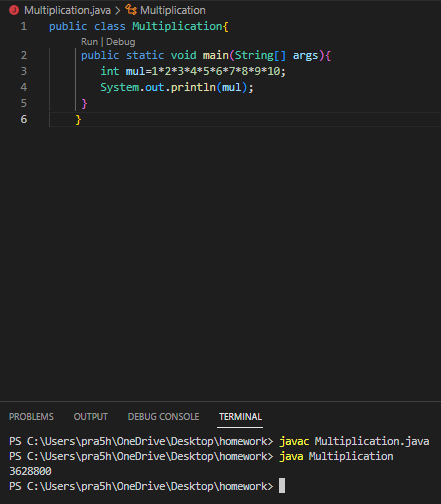 Multiplication.java > Multiplication
1 public class Multiplication{
Run | Debug
2 public static void main(String[] args){
3 int mul=1*2*3*4*5*6*7*8*9*10;
4 System.out.println(mul);
5 }
6 }
PROBLEMS OUTPUT DEBUG CONSOLE TERMINAL
PS C:\Users\pra5h\OneDrive\Desktop\homework> javac Multiplication.java
PS C:\Users\pra5h\OneDrive\Desktop\homework> java Multiplication
3628800
PS C:\Users\pra5h\OneDrive\Desktop\homework>